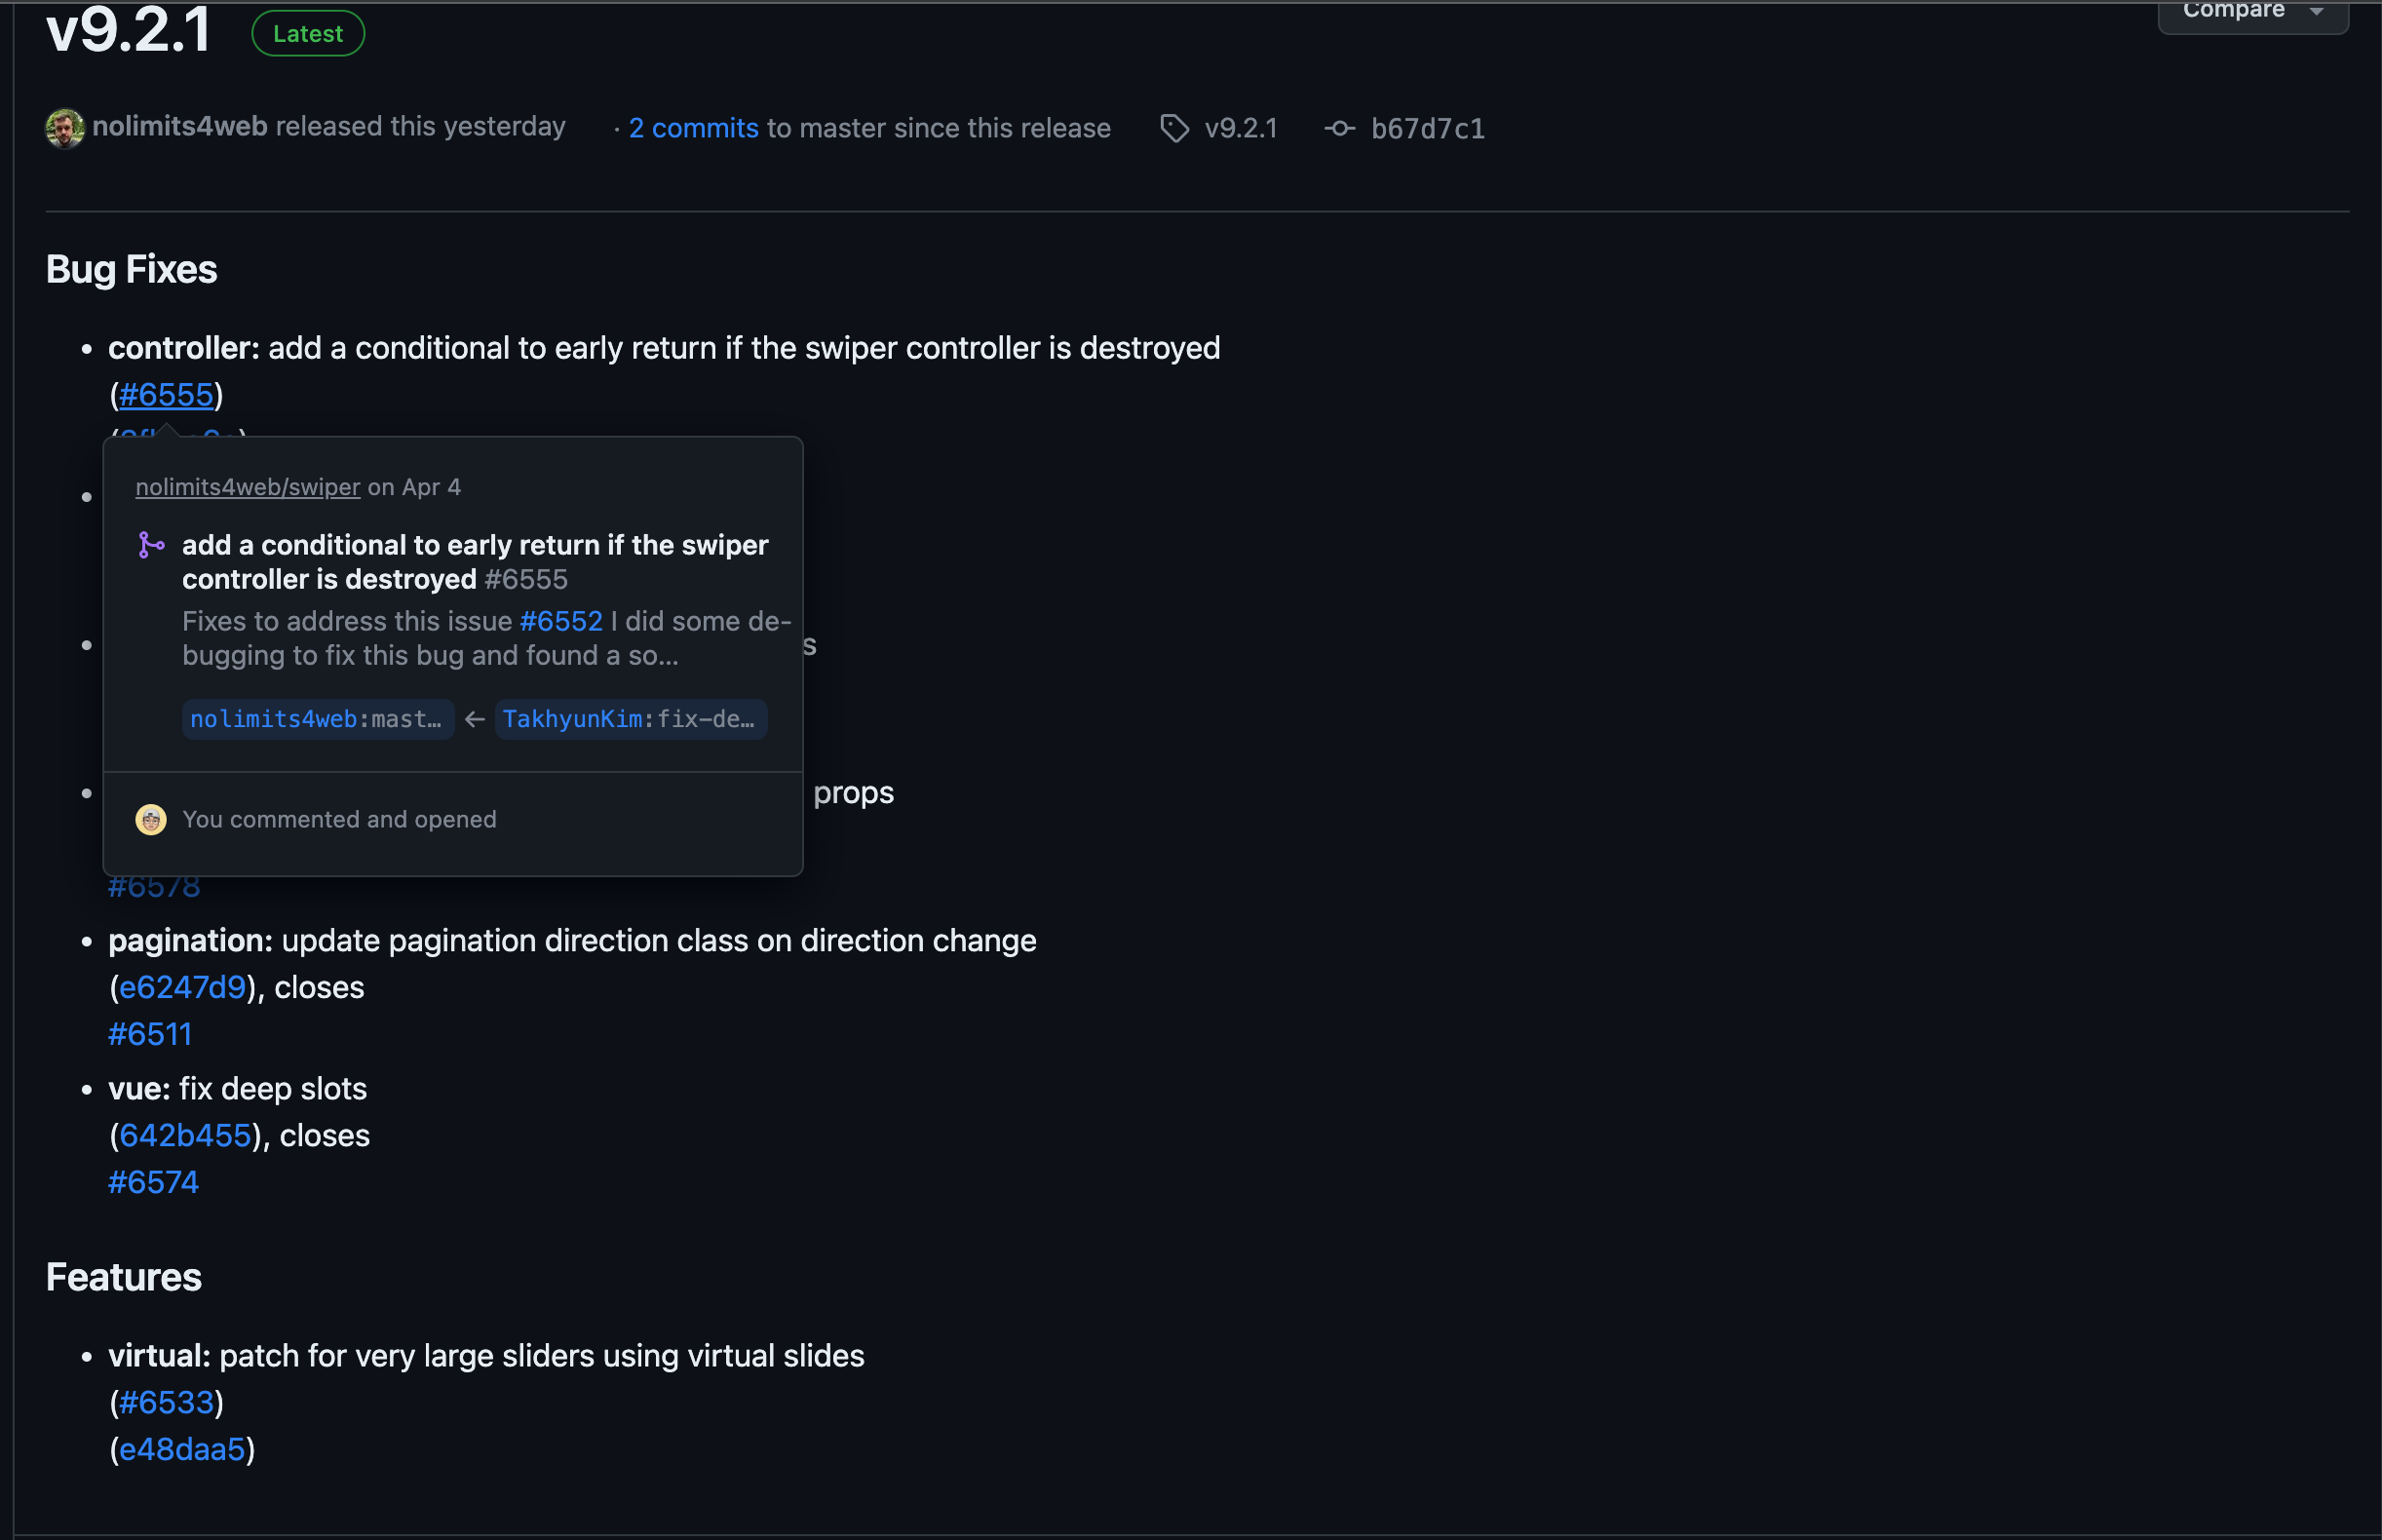 v9.2.1 Latest
Compare
nolimits4web released this yesterday · 2 commits to master since this release v9.2.1 b67d7c1
Bug Fixes
• controller: add a conditional to early return if the swiper controller is destroyed
(#6555)
nolimits4web/swiper on Apr 4
add a conditional to early return if the swiper
controller is destroyed #6555
Fixes to address this issue #6552 I did some de-
bugging to fix this bug and found a so...
nolimits4web:mast... ← TakhyunKim:fix-de...
props
You commented and opened
#6578
• pagination: update pagination direction class on direction change
(e6247d9), closes
#6511
• vue: fix deep slots
(642b455), closes
#6574
Features
• virtual: patch for very large sliders using virtual slides
(#6533)
(e48daa5)